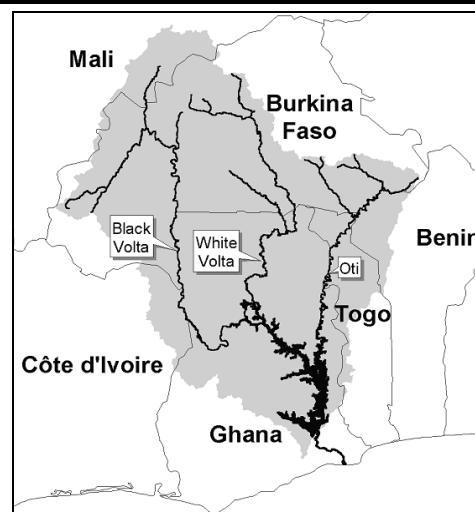 Mali
Burkina
Faso
Black
Volta
White
Volta
Benin
Oti
Togo
Côte d'Ivoire
Ghana